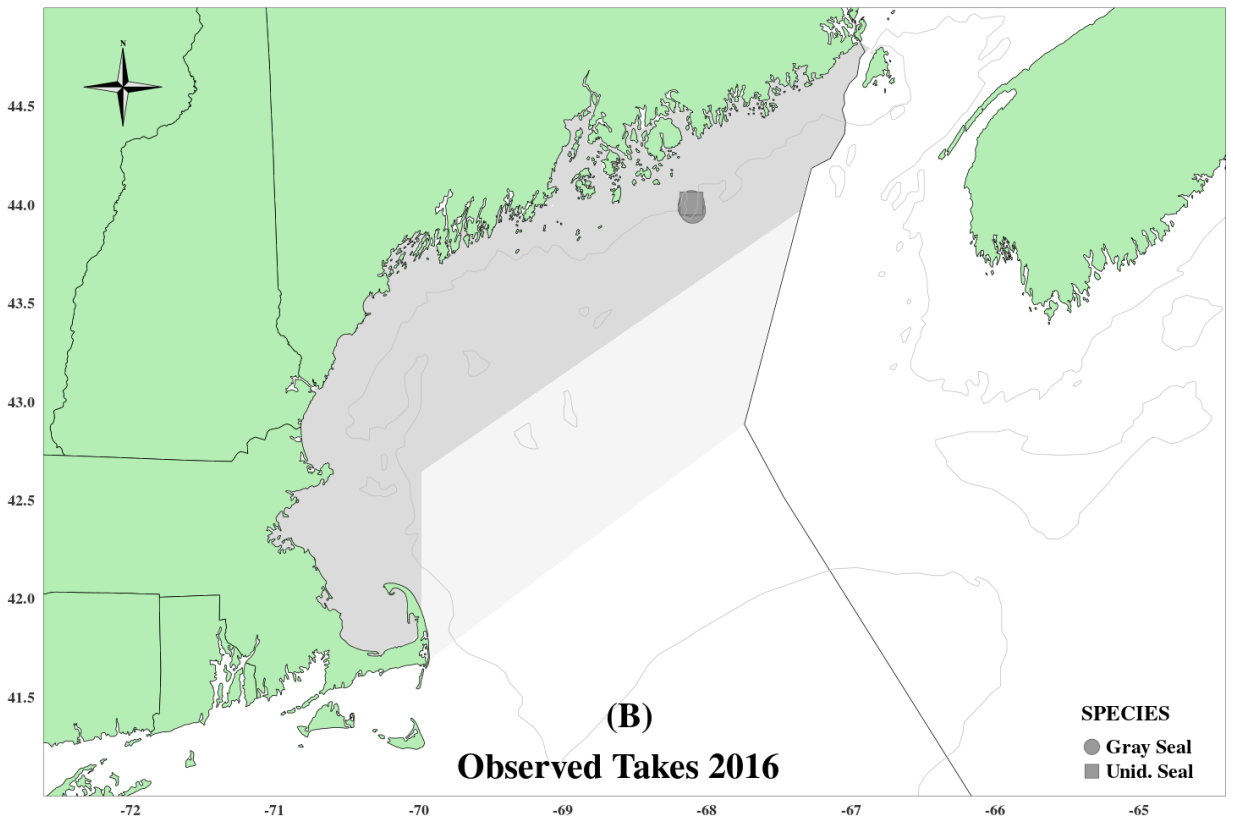 N
44.5
44.0
43.5
43.0
42.5
42.0
41.5
(B)
Observed Takes 2016
SPECIES
Gray Seal
Unid. Seal
-72 -71 -70 -69 -68 -67 -66 -65